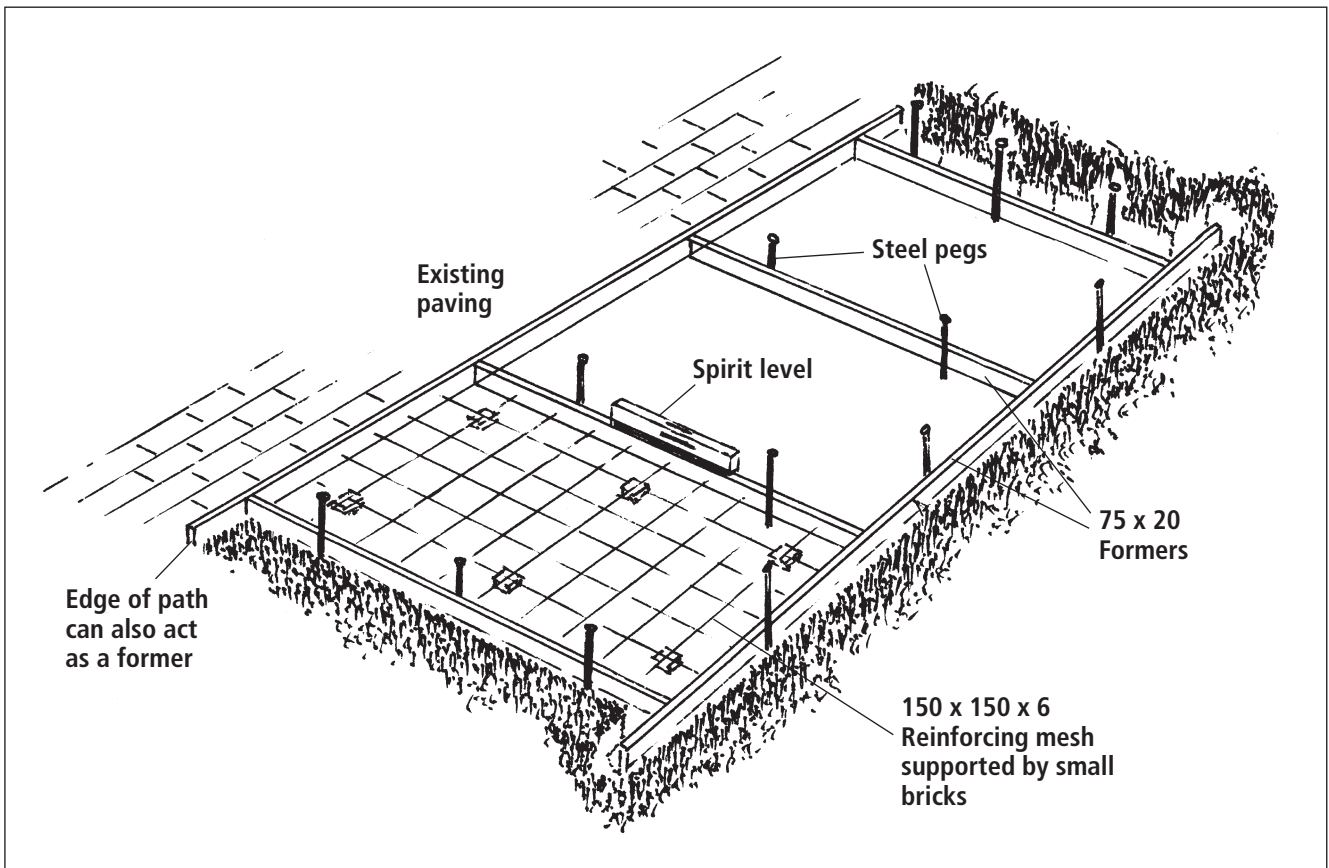 Existing
paving
Steel pegs
Spirit level
75 x 20
Formers
Edge of path
can also act
as a former
150 x 150 x 6
Reinforcing mesh
supported by small
bricks